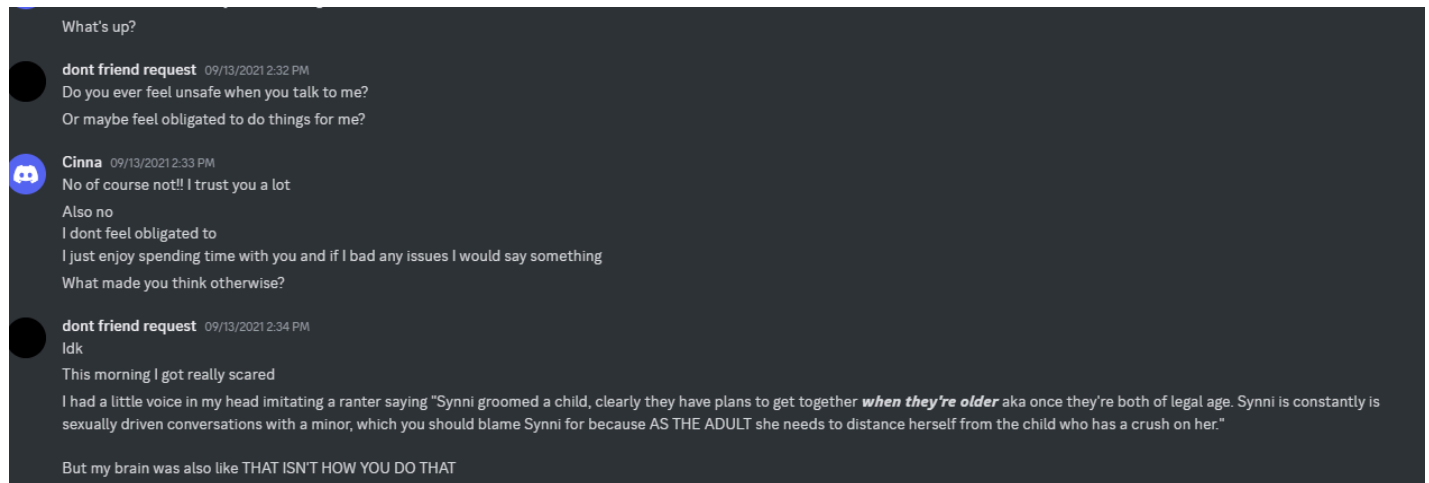 What's up?
dont friend request 09/13/2021 2:32 PM
Do you ever feel unsafe when you talk to me?
Or maybe feel obligated to do things for me?
Cinna 09/13/2021 2:33 PM
No of course not!! I trust you a lot
Also no
I dont feel obligated to
I just enjoy spending time with you and if I bad any issues I would say something
What made you think otherwise?
dont friend request 09/13/2021 2:34 PM
Idk
This morning I got really scared
I had a little voice in my head imitating a ranter saying "Synni groomed a child, clearly they have plans to get together when they're older aka once they're both of legal age. Synni is constantly is
sexually driven conversations with a minor, which you should blame Synni for because AS THE ADULT she needs to distance herself from the child who has a crush on her."
But my brain was also like THAT ISN'T HOW YOU DO THAT